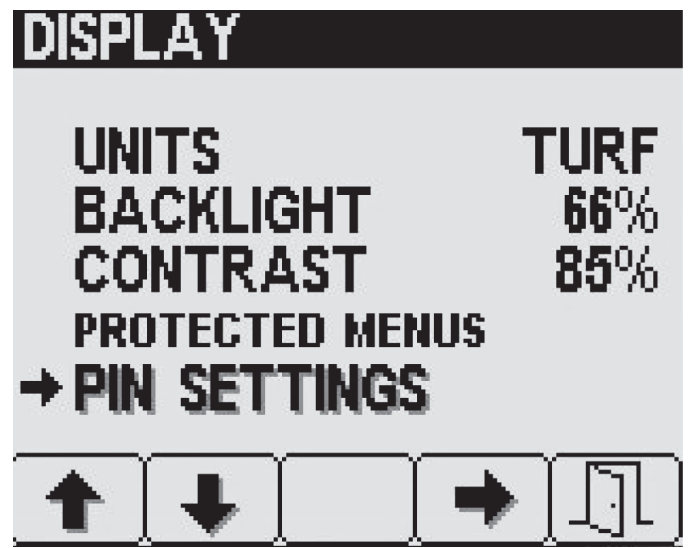 DISPLAY
UNITS TURF
BACKLIGHT 66%
CONTRAST 85%
PROTECTED MENUS
PIN SETTINGS